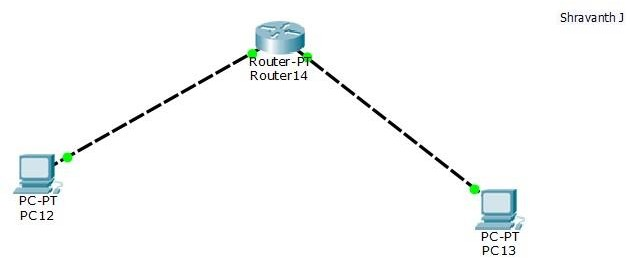 Shravanth J
Router-PT
Router14
PC-PT
PC12
PC-PT
PC13